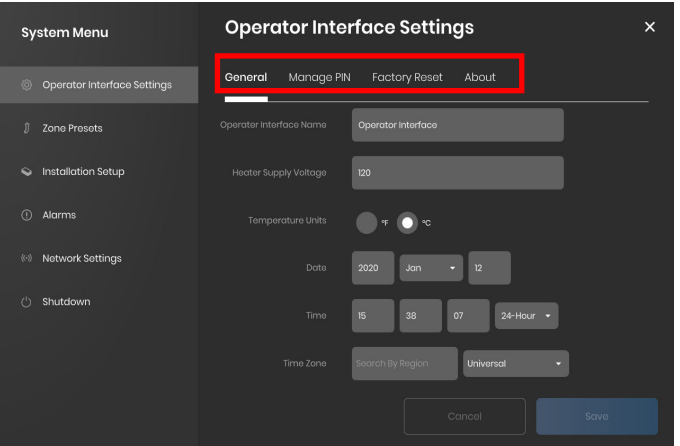 System Menu
Operator Interface Settings
Zone Presets
Installation Setup
Alarms
Network Settings
Shutdown
Operator Interface Settings
×
General Manage PIN Factory Reset About
Operater Interface Name Operator Interface
Heater Supply Voltage 120
Temperature Units °F °C
Date 2020 Jan 12
Time 15 38 07 24-Hour
Time Zone Search By Region Universal
Cancel Save